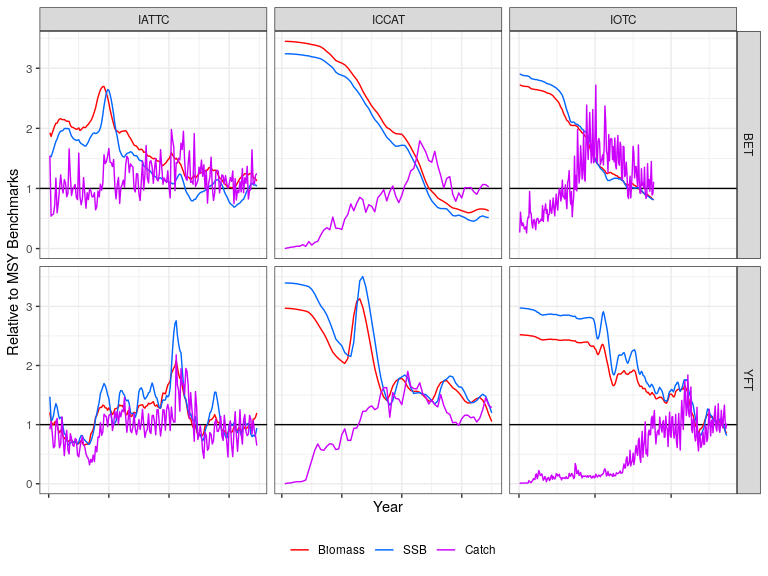 IATTC ICCAT IOTC
3
2
1
0
BET
3
2
1
0
YFT
Relative to MSY Benchmarks
Year
Biomass SSB Catch